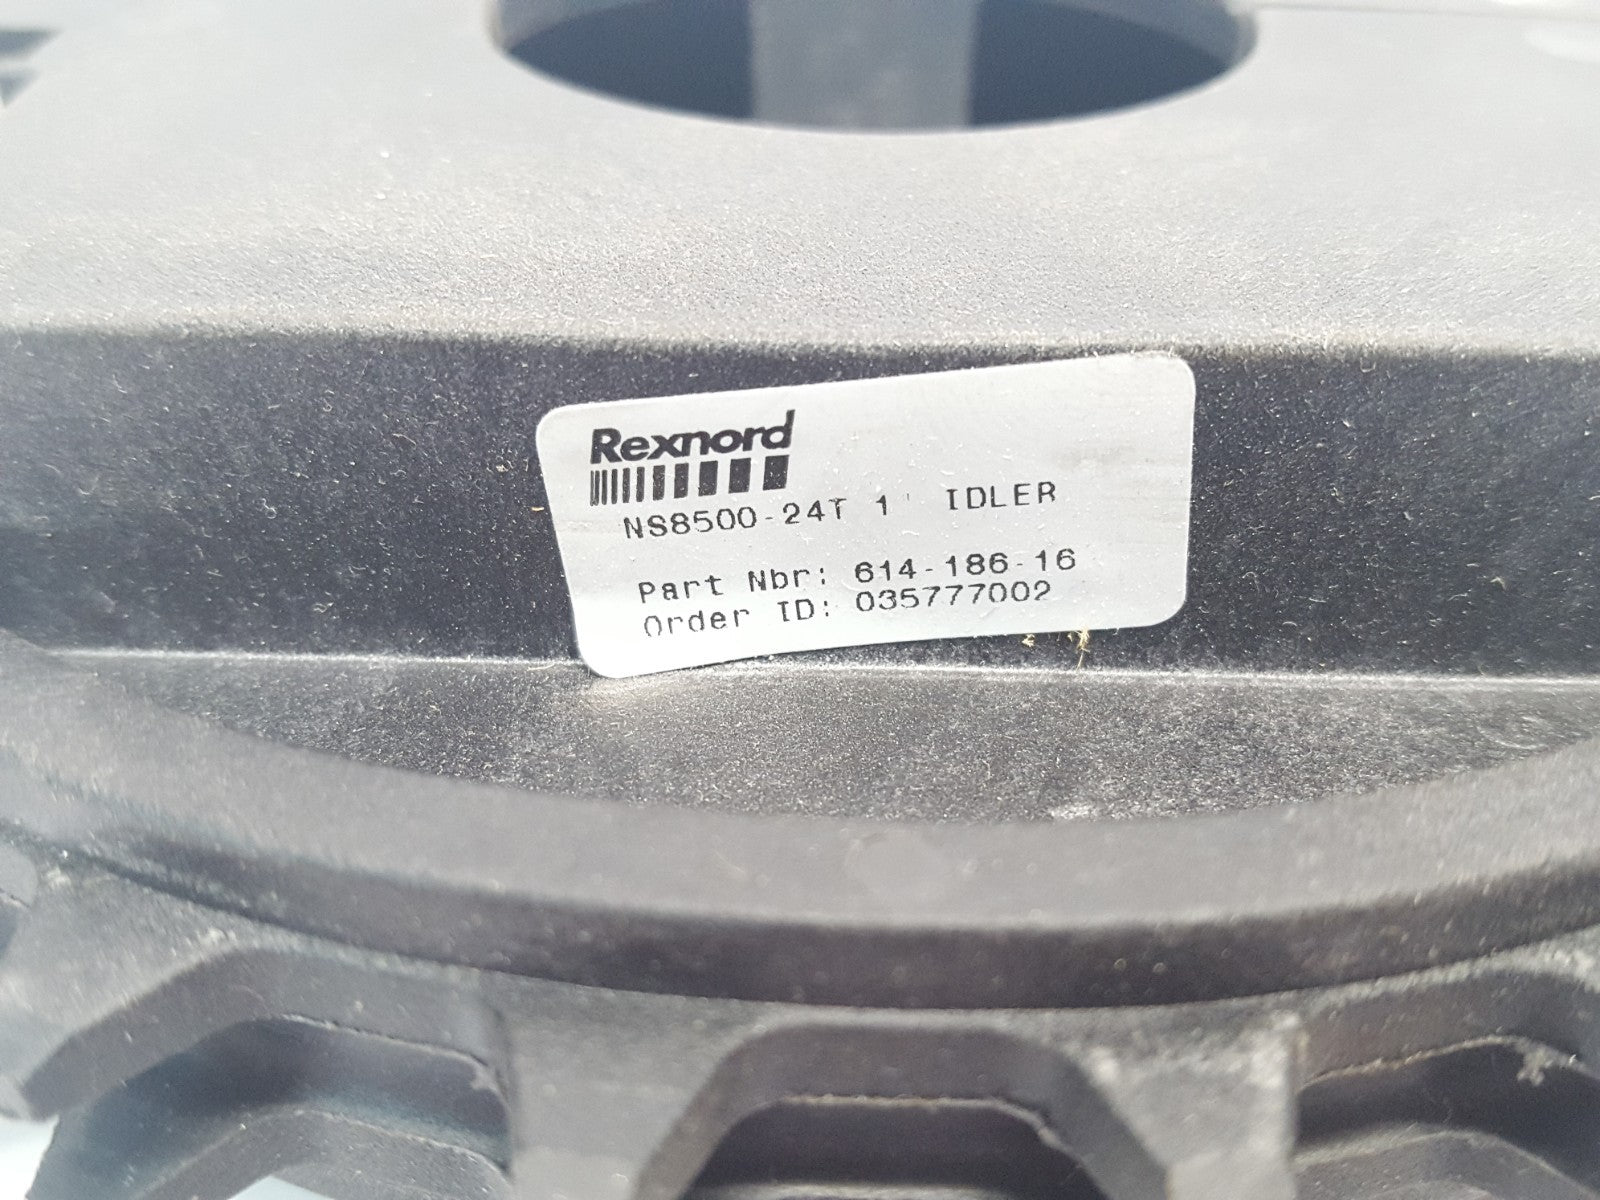 Rexnord
NS8500-24T 1" IDLER
Part Nbr: 614-186-16
Order ID: 035777002